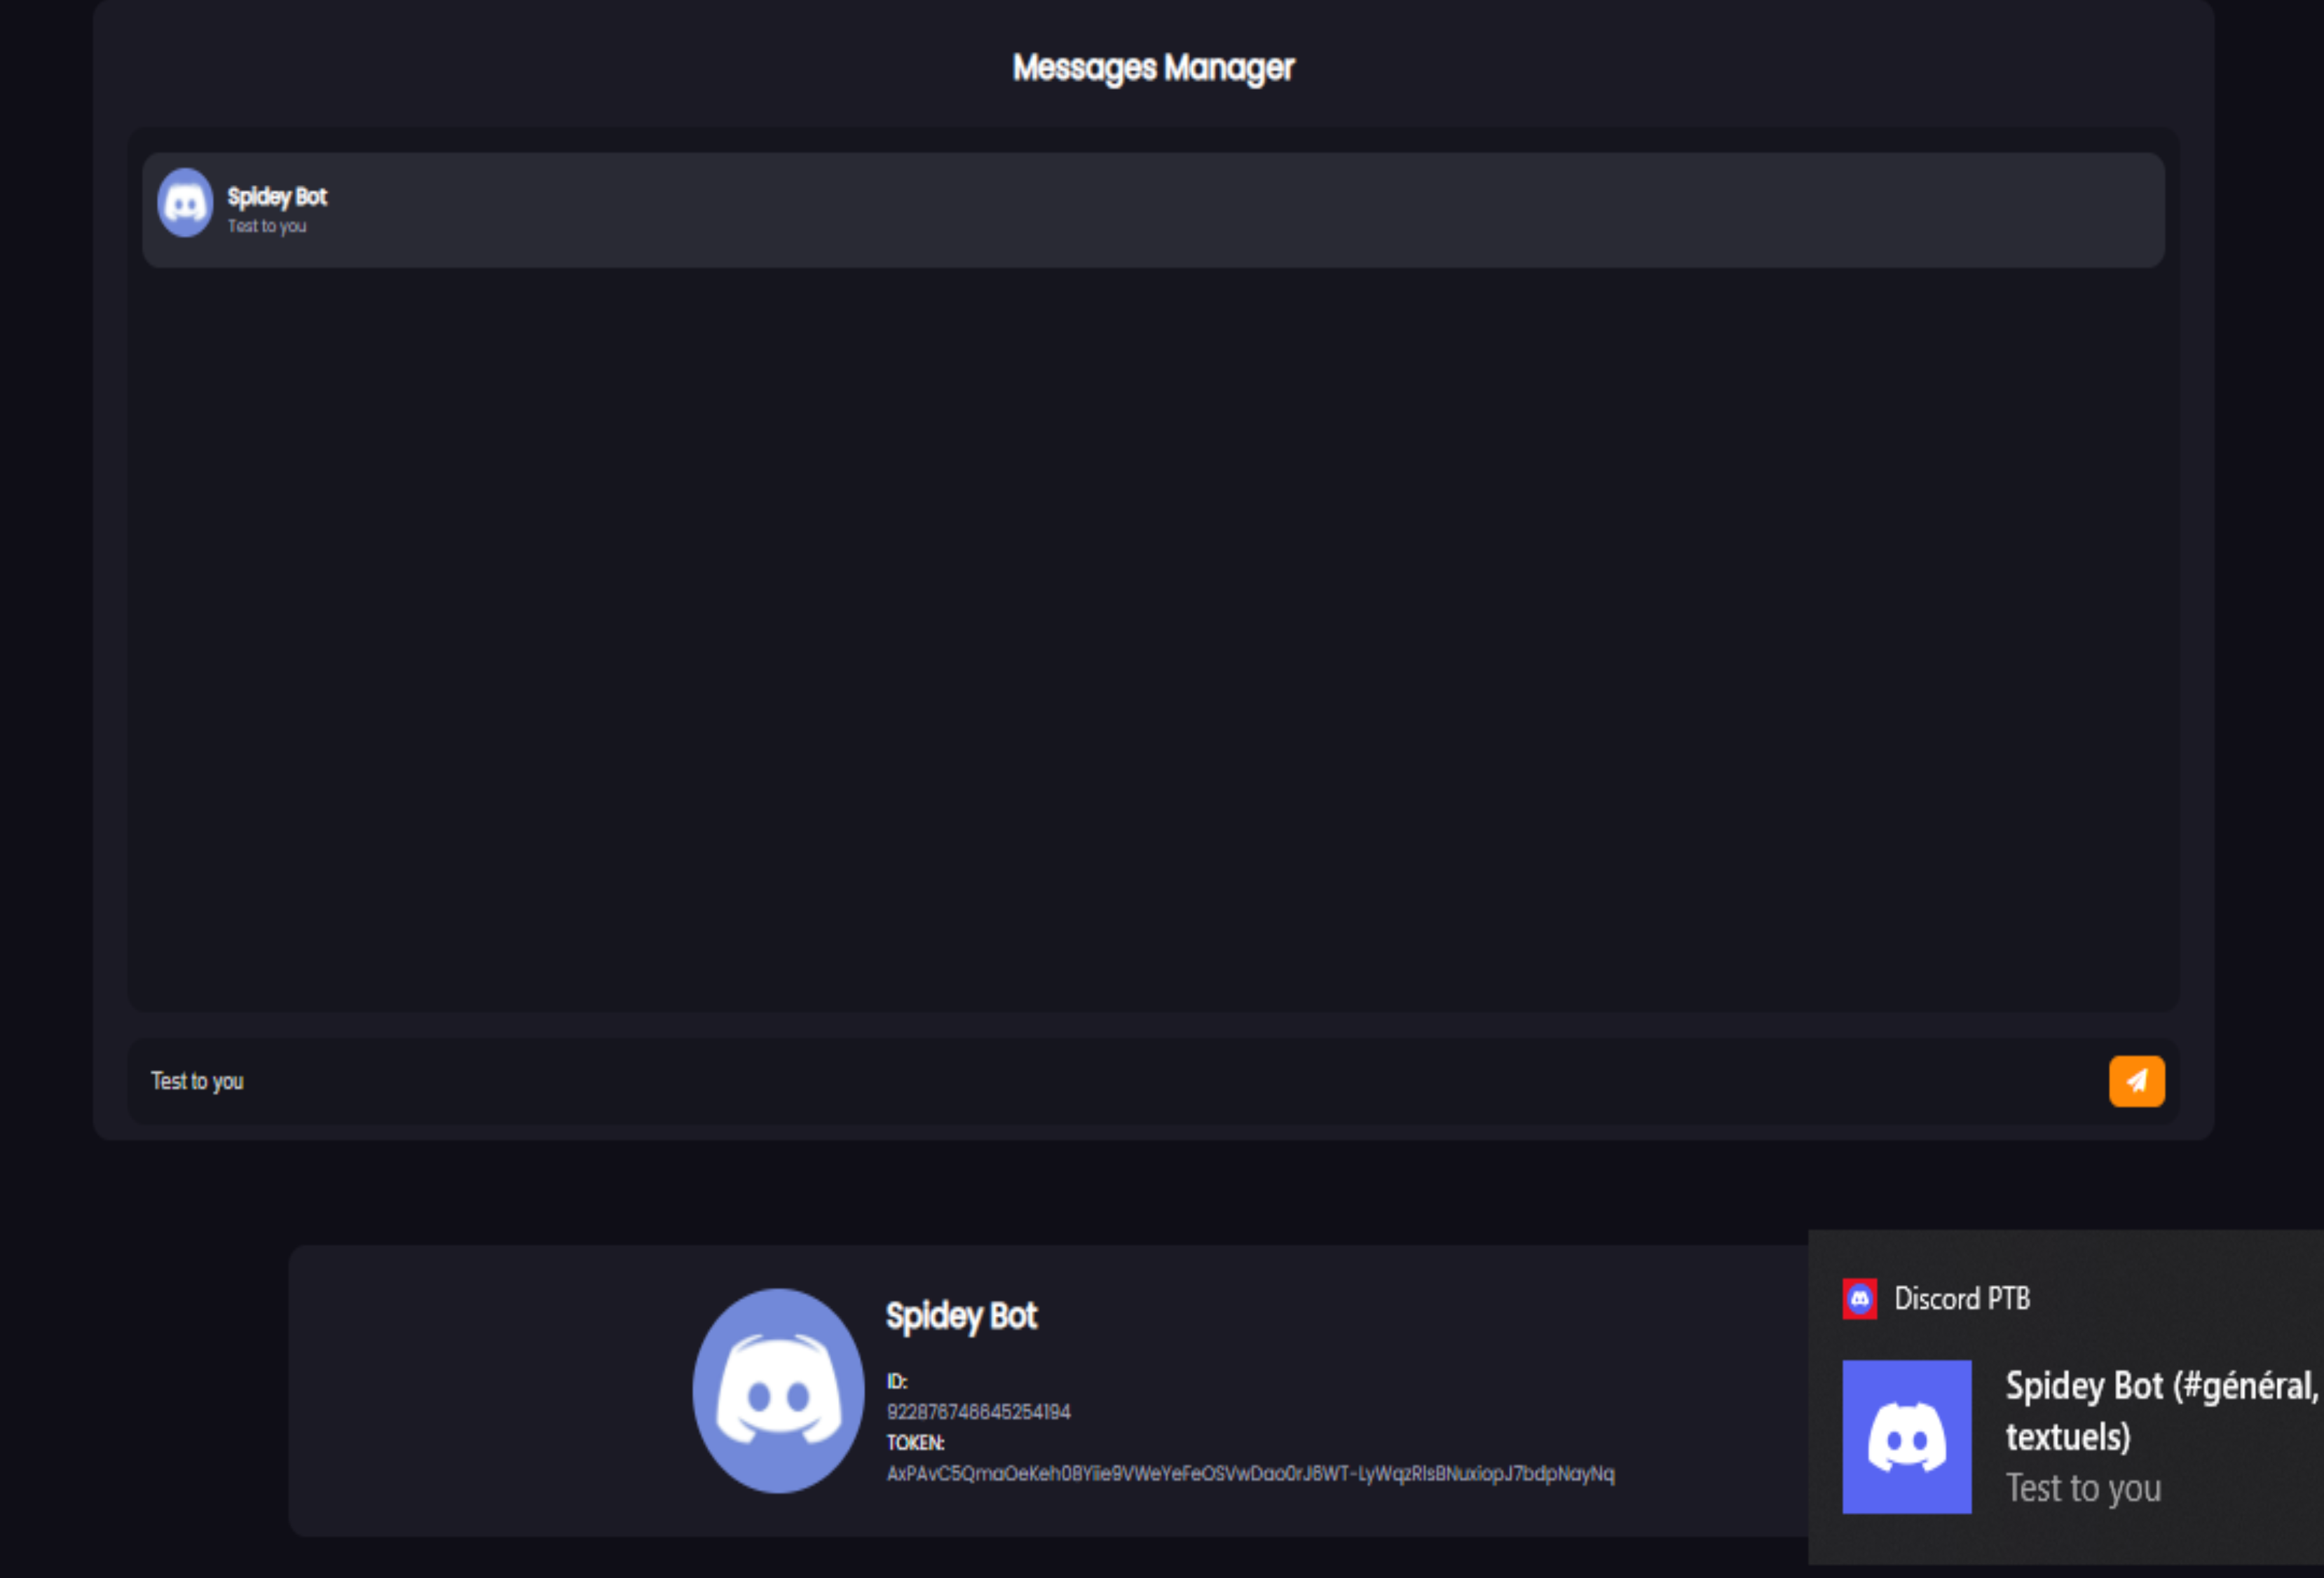 Messages Manager
Spidey Bot
Test to you
Test to you
Spidey Bot
ID:
922876746645254194
TOKEN:
AxPAvC5QmaOeKeh08Yiie9VWeYeFeOSVwDao0rJ6WT-LyWqzRIsBNuxiopJ7bdpNayNq
Discord PTB
Spidey Bot (#général,
textuels)
Test to you